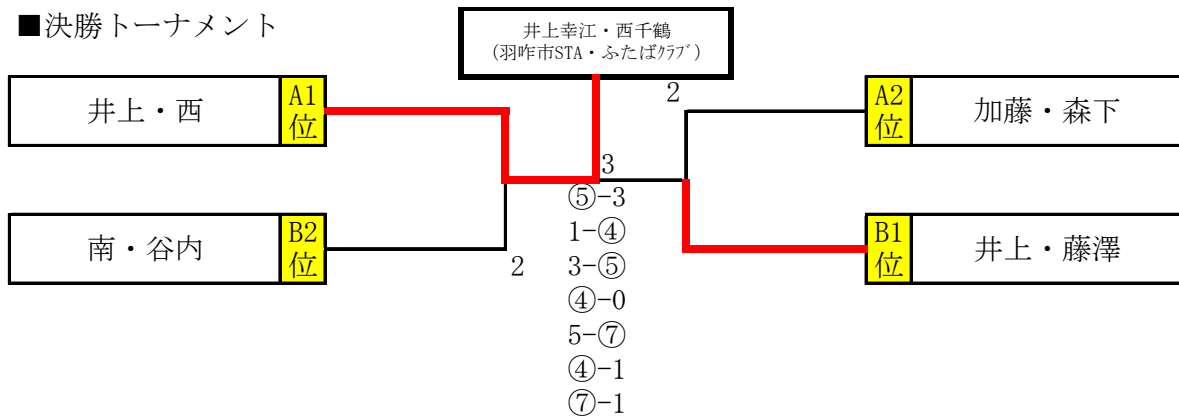 ■決勝トーナメント
井上幸江・西千鶴
(羽咋市STA・ふたばｸﾗﾌﾞ)
井上・西
A1
位
2
A2
位
加藤・森下
3
⑤-3
1-④
3-⑤
④-0
5-⑦
④-1
⑦-1
南・谷内
B2
位
2
B1
位
井上・藤澤